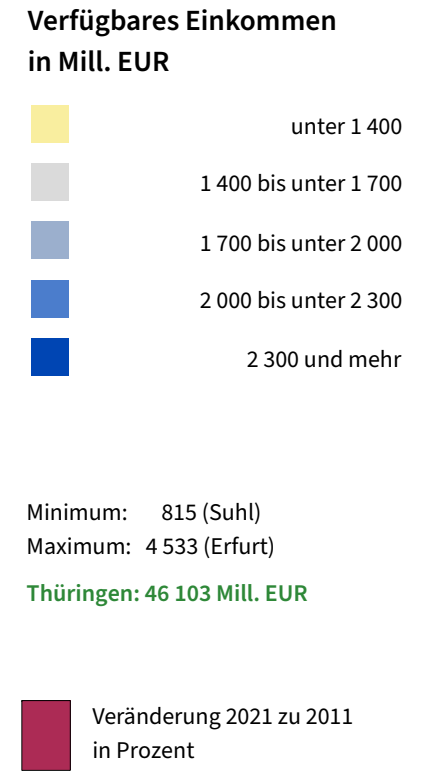 Verfügbares Einkommen
in Mill. EUR
unter 1 400
1 400 bis unter 1 700
1 700 bis unter 2 000
2 000 bis unter 2 300
2 300 und mehr
Minimum: 815 (Suhl)
Maximum: 4 533 (Erfurt)
Thüringen: 46 103 Mill. EUR
Veränderung 2021 zu 2011
in Prozent